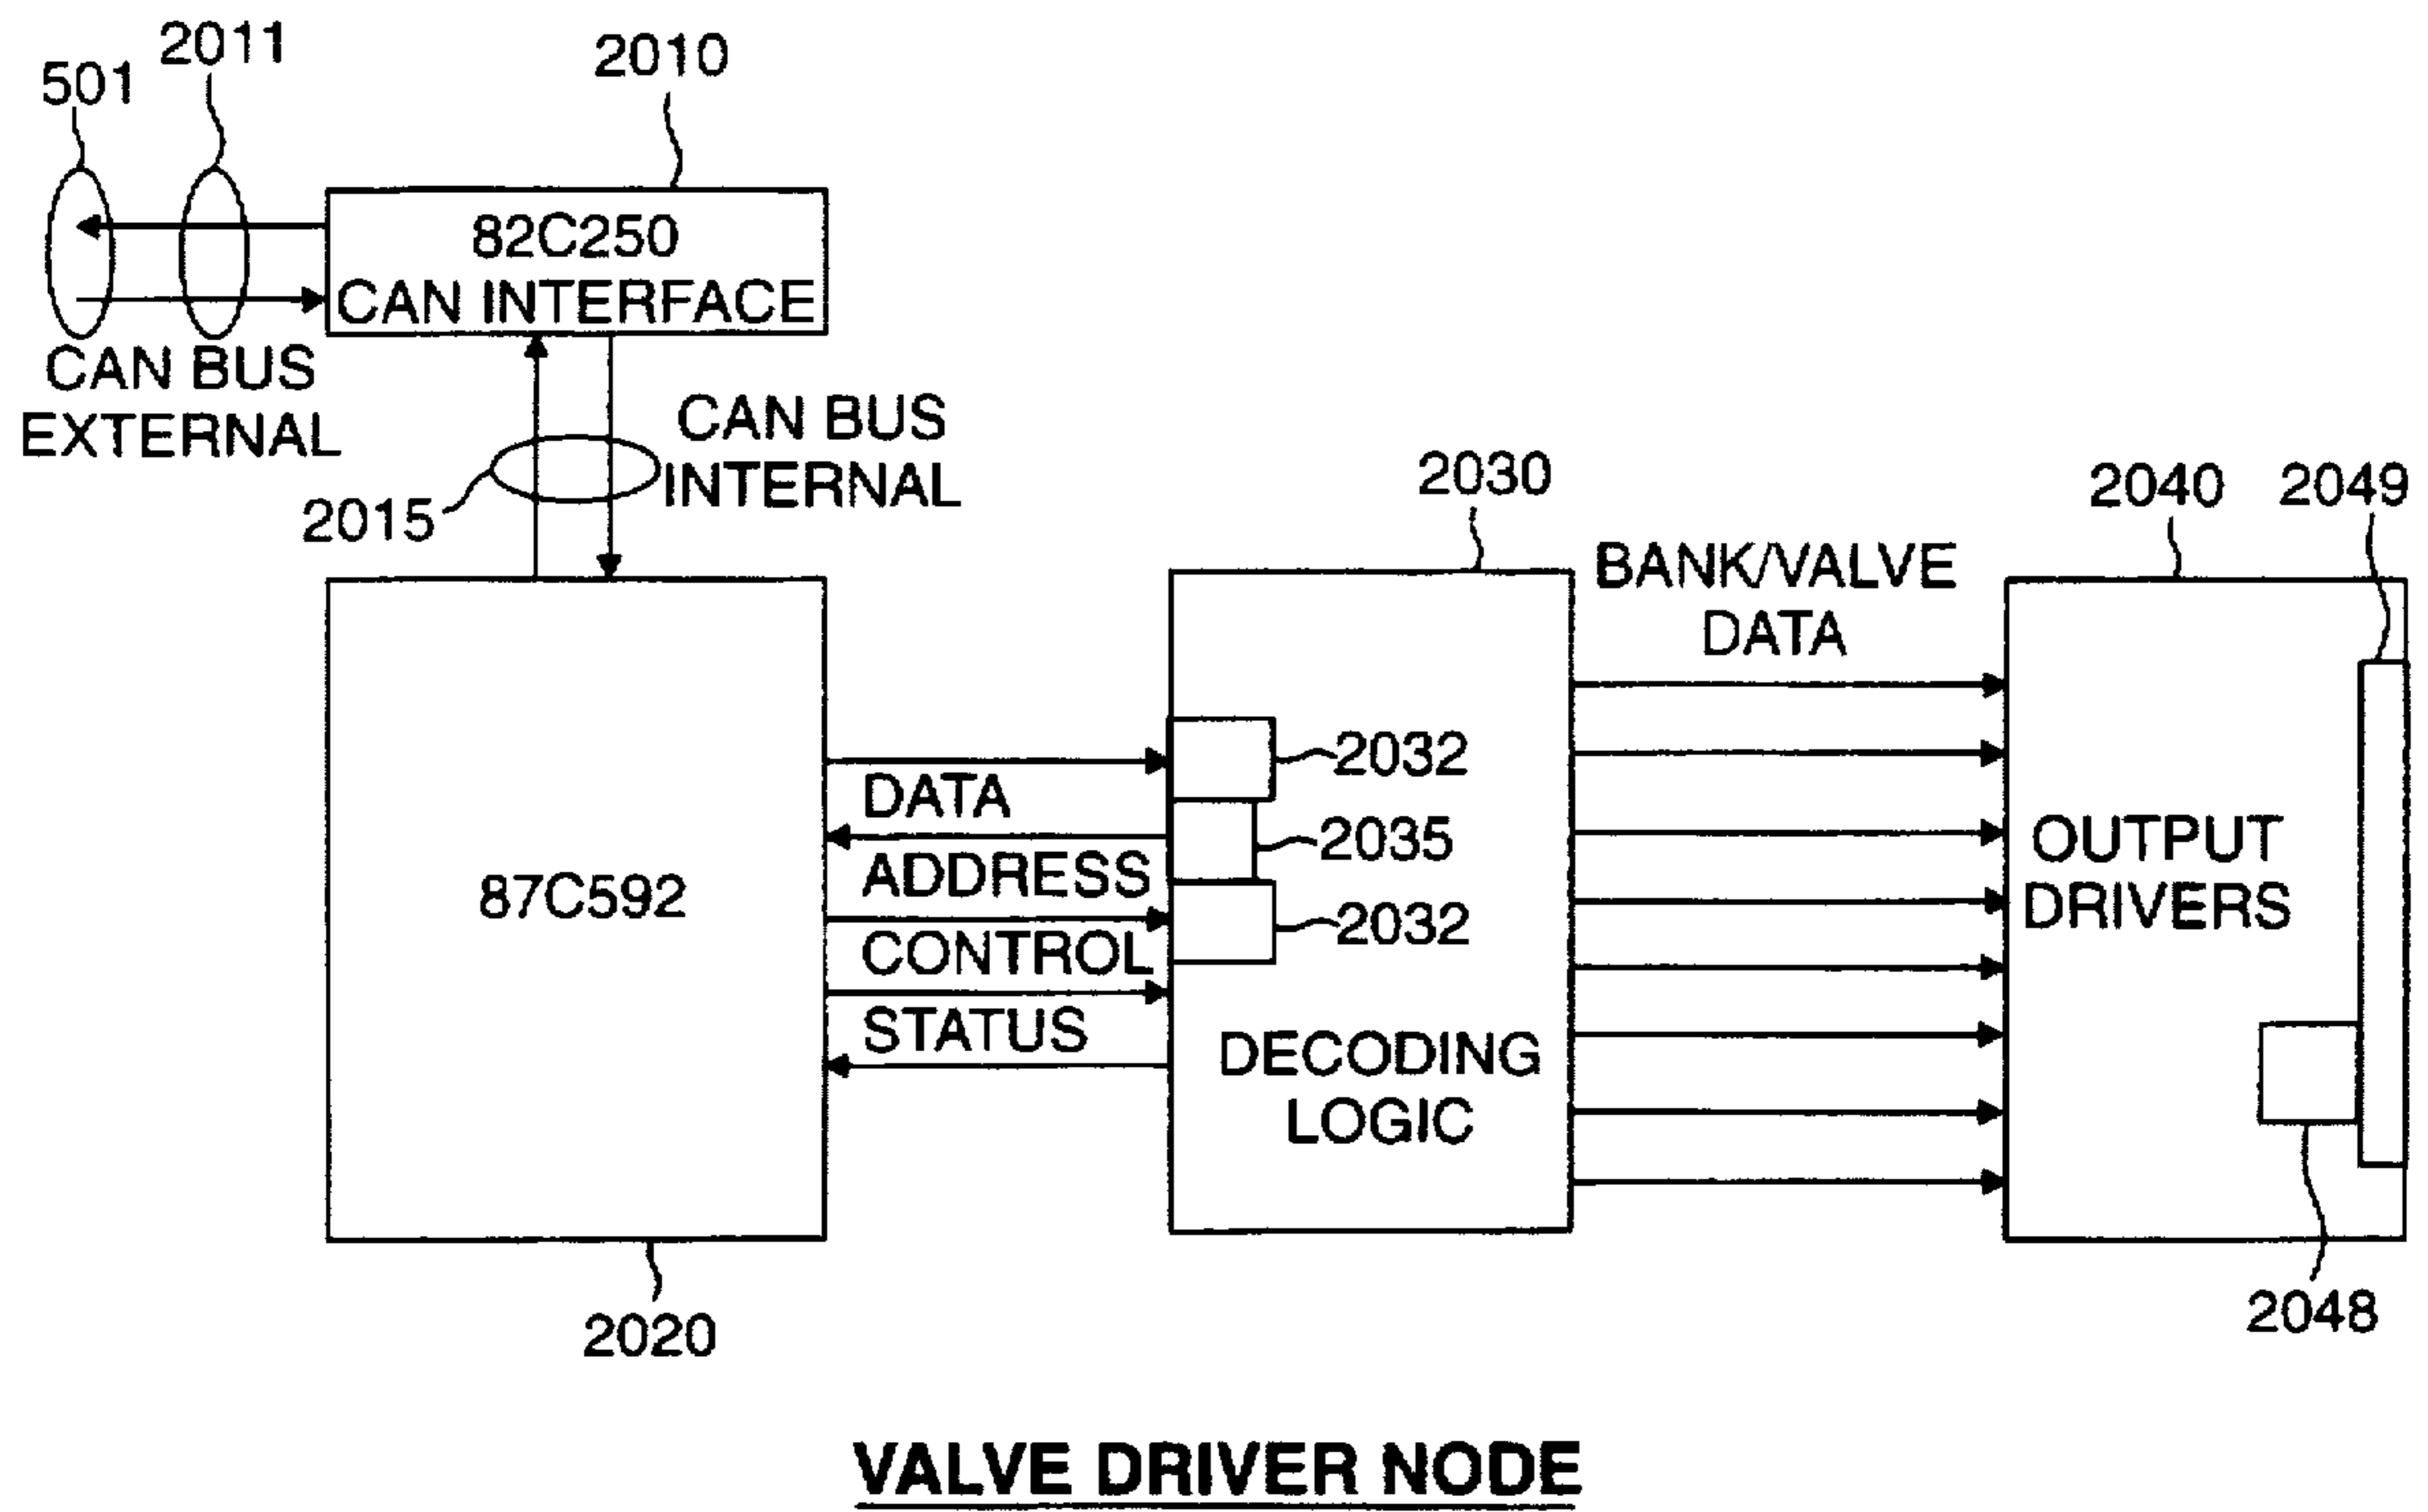 501
2011
2010
82C250
CAN INTERFACE
CAN BUS
EXTERNAL
CAN BUS
INTERNAL
2015
2030
2040
2049
BANK/VALVE
DATA
87C592
DATA
ADDRESS
CONTROL
STATUS
2032
2035
2032
DECODING
LOGIC
OUTPUT
DRIVERS
2020
2048
VALVE DRIVER NODE